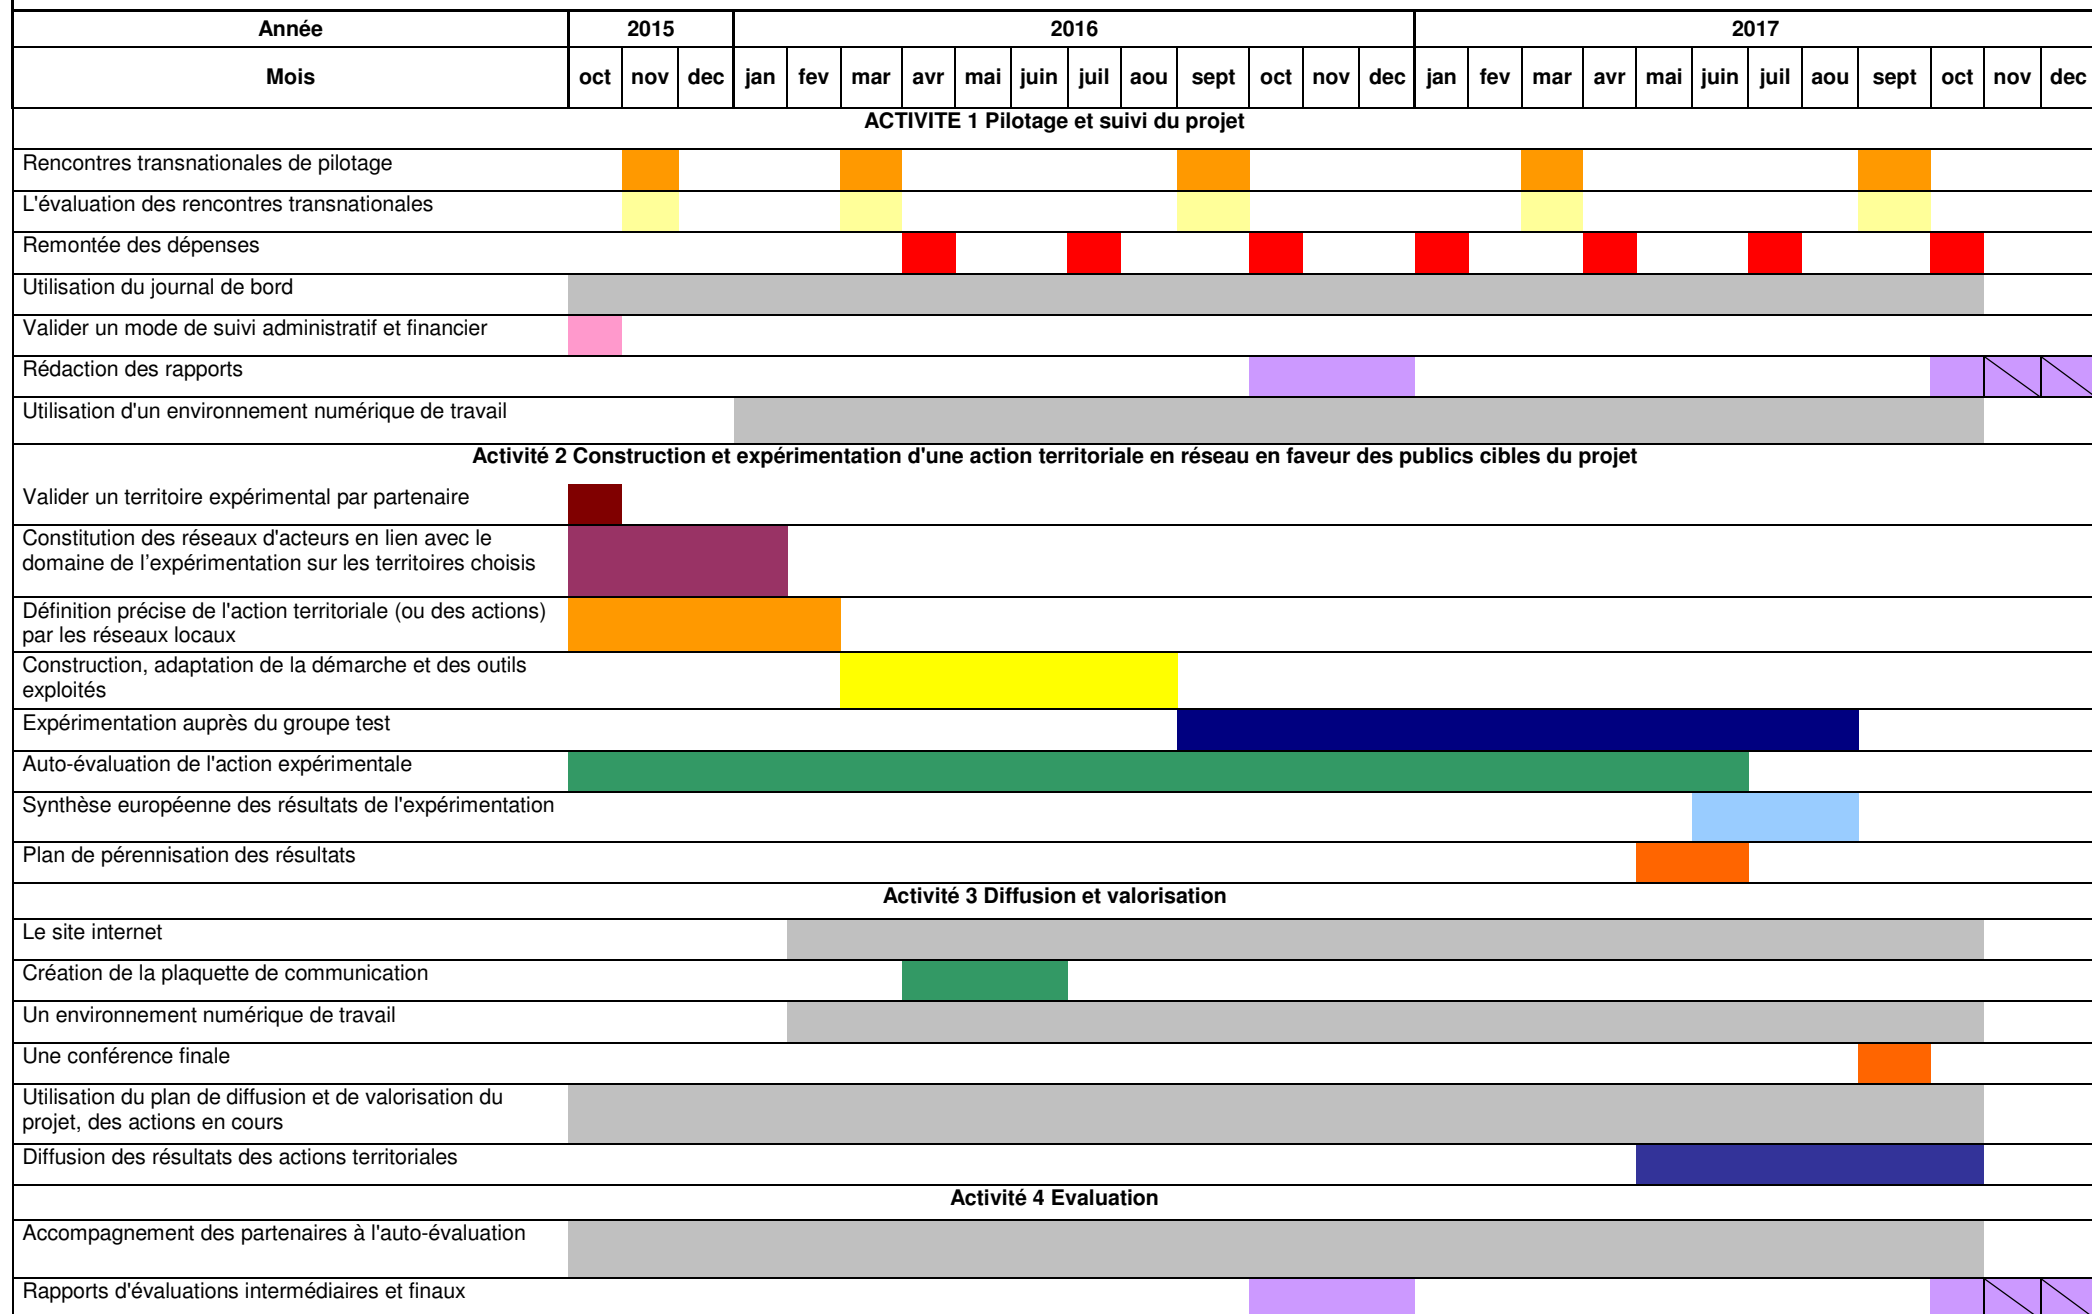 Année 2015 2016 2017
Mois oct nov dec jan fev mar avr mai juin juil aou sept oct nov dec jan fev mar avr mai juin juil aou sept oct nov dec
ACTIVITE 1 Pilotage et suivi du projet
Rencontres transnationales de pilotage
L'évaluation des rencontres transnationales
Remontée des dépenses
Utilisation du journal de bord
Valider un mode de suivi administratif et financier
Rédaction des rapports
Utilisation d'un environnement numérique de travail
Activité 2 Construction et expérimentation d'une action territoriale en réseau en faveur des publics cibles du projet
Valider un territoire expérimental par partenaire
Constitution des réseaux d'acteurs en lien avec le
domaine de l’expérimentation sur les territoires choisis
Définition précise de l'action territoriale (ou des actions)
par les réseaux locaux
Construction, adaptation de la démarche et des outils
exploités
Expérimentation auprès du groupe test
Auto-évaluation de l'action expérimentale
Synthèse européenne des résultats de l'expérimentation
Plan de pérennisation des résultats
Activité 3 Diffusion et valorisation
Le site internet
Création de la plaquette de communication
Un environnement numérique de travail
Une conférence finale
Utilisation du plan de diffusion et de valorisation du
projet, des actions en cours
Diffusion des résultats des actions territoriales
Activité 4 Evaluation
Accompagnement des partenaires à l'auto-évaluation
Rapports d'évaluations intermédiaires et finaux